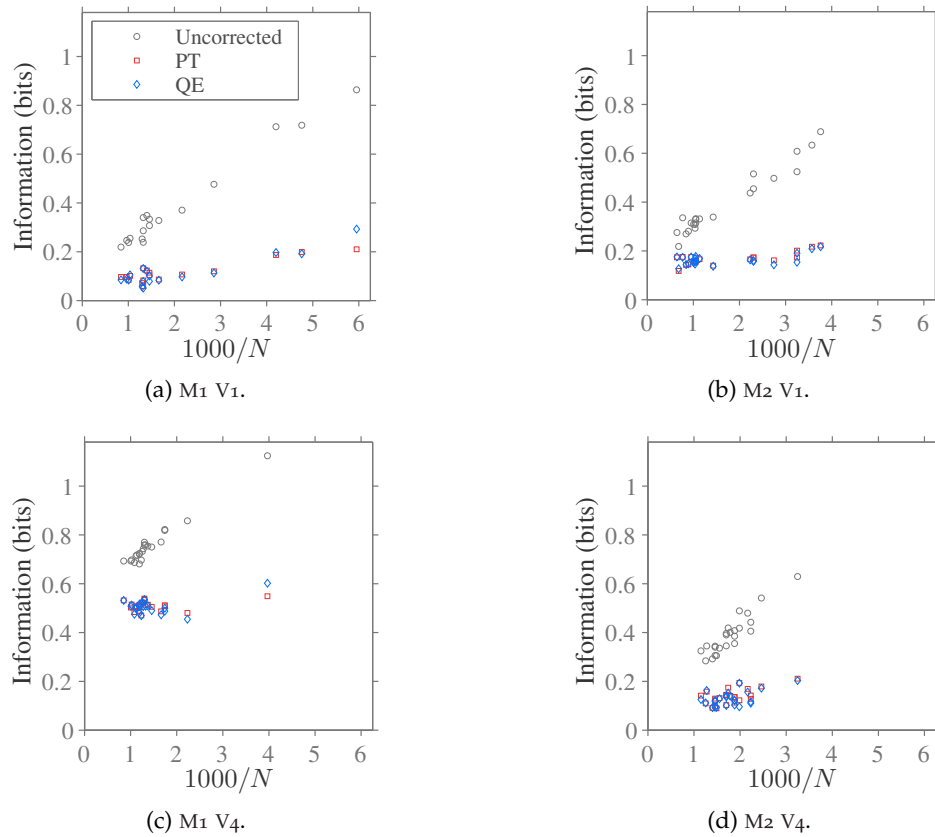 Information (bits)
1
0.8
0.6
0.4
0.2
0
Uncorrected
PT
QE
0 1 2 3 4 5 6
1000/N
(a) M1 V1.
Information (bits)
1
0.8
0.6
0.4
0.2
0
0 1 2 3 4 5 6
1000/N
(b) M2 V1.
Information (bits)
1
0.8
0.6
0.4
0.2
0
0 1 2 3 4 5 6
1000/N
(c) M1 V4.
Information (bits)
1
0.8
0.6
0.4
0.2
0
0 1 2 3 4 5 6
1000/N
(d) M2 V4.